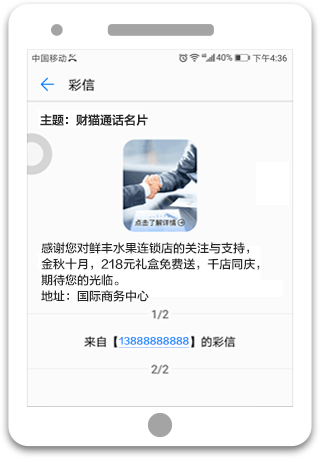 中国移动 46 40% 下午4:36
彩信
主题：财猫通话名片
点击了解详情
感谢您对鲜丰水果连锁店的关注与支持，
金秋十月，218元礼盒免费送，千店同庆，
期待您的光临。
地址：国际商务中心
1/2
来自【13888888888】的彩信
2/2